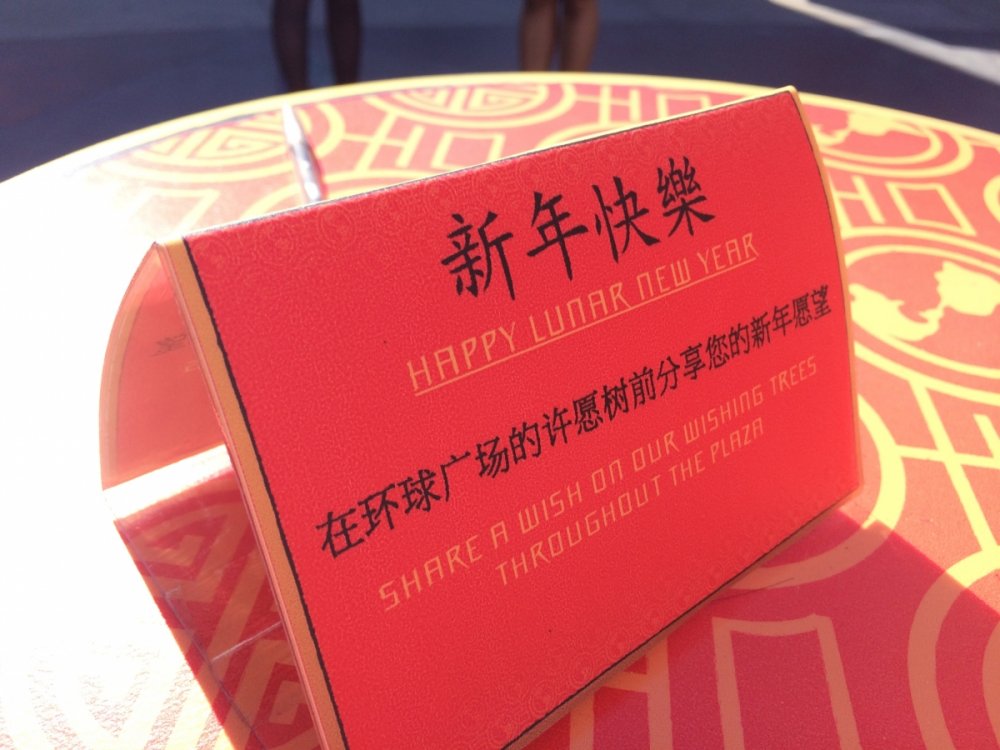 新年快樂
HAPPY LUNAR NEW YEAR
在环球广场的许愿树前分享您的新年愿望
SHARE A WISH ON OUR WISHING TREES
THROUGHOUT THE PLAZA